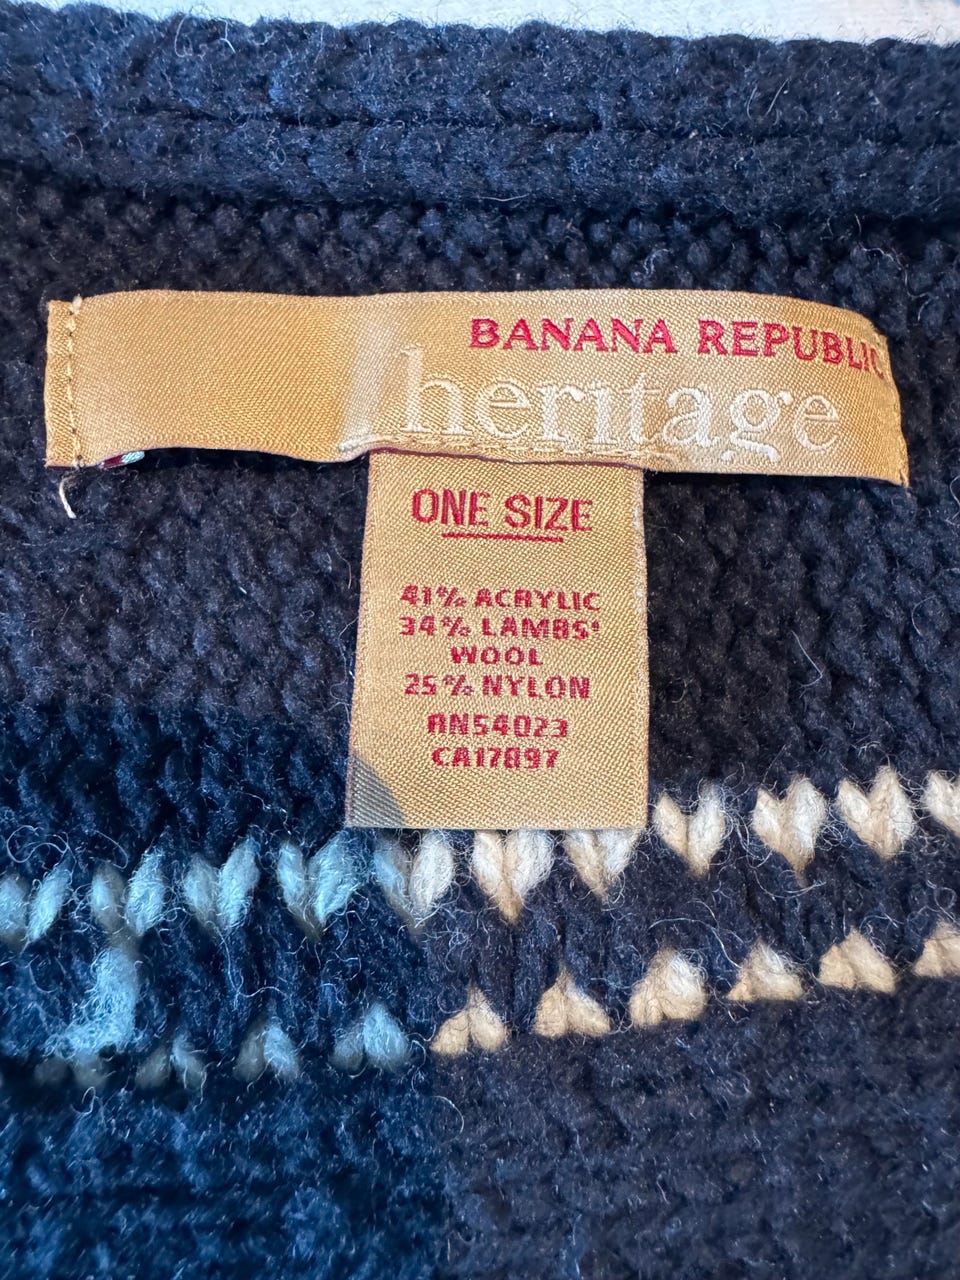 BANANA REPUBLIC
heritage
ONE SIZE
41% ACRYLIC
34% LAMBS'
WOOL
25% NYLON
RN54023
CA17897